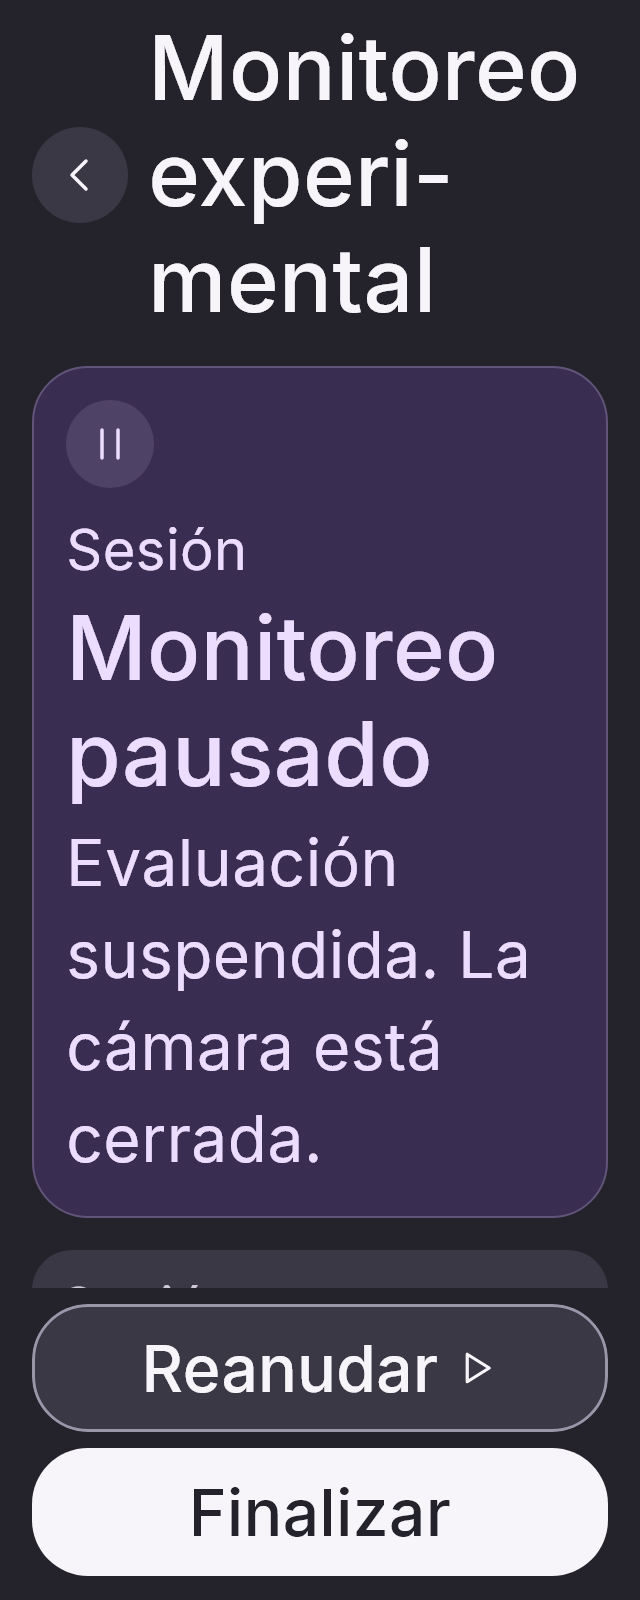 Monitoreo
experi-
mental
Sesión
Monitoreo
pausado
Evaluación
suspendida. La
cámara está
cerrada.
Reanudar
Finalizar